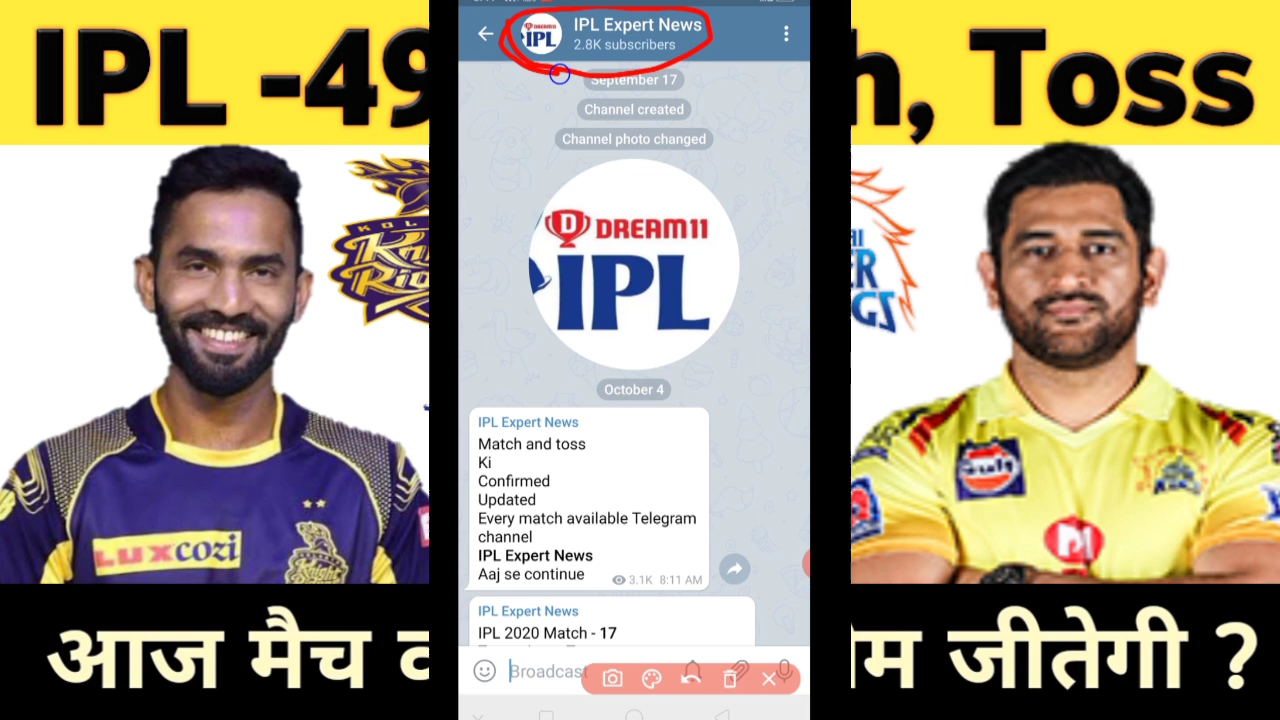 IPL -49
h, Toss
IPL Expert News
2.8K subscribers
September 17
Channel created
Channel photo changed
DREAM11
IPL
October 4
IPL Expert News
Match and toss
Ki
Confirmed
Updated
Every match available Telegram
channel
IPL Expert News
Aaj se continue
3.1K 8:11 AM
IPL Expert News
IPL 2020 Match - 17
Broadcast
LUXcozi
Gulf
आज मैच
म जीतेगी ?